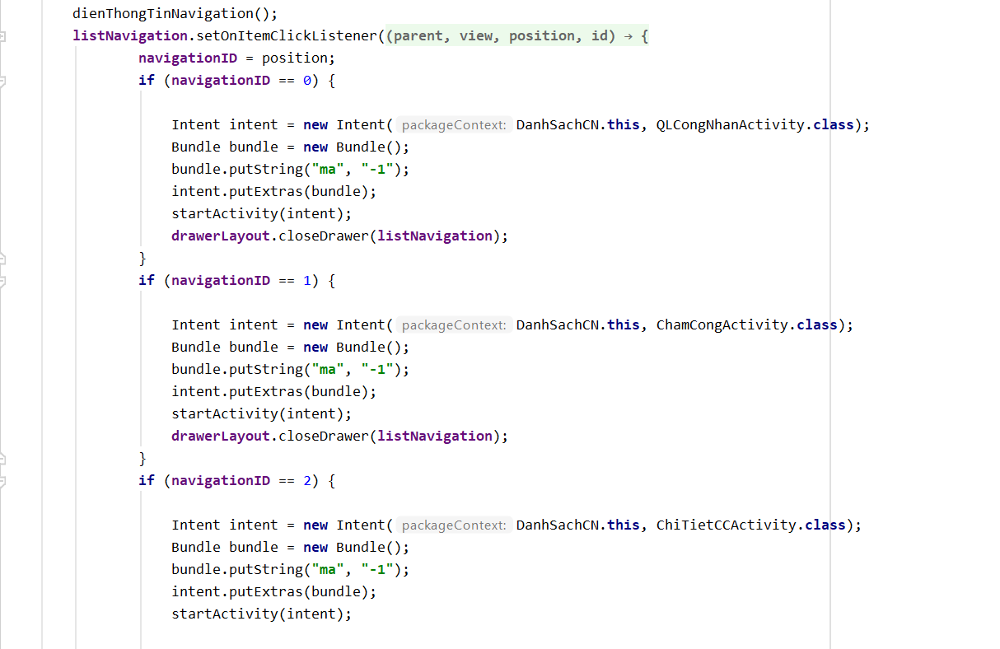 dienThongTinNavigation();
listNavigation.setOnItemClickListener((parent, view, position, id) → {
navigationID = position;
if (navigationID == 0) {
Intent intent = new Intent( packageContext: DanhSachCN.this, QLCongNhanActivity.class);
Bundle bundle = new Bundle();
bundle.putString("ma", "-1");
intent.putExtras(bundle);
startActivity(intent);
drawerLayout.closeDrawer(listNavigation);
}
if (navigationID == 1) {
Intent intent = new Intent( packageContext: DanhSachCN.this, ChamCongActivity.class);
Bundle bundle = new Bundle();
bundle.putString("ma", "-1");
intent.putExtras(bundle);
startActivity(intent);
drawerLayout.closeDrawer(listNavigation);
}
if (navigationID == 2) {
Intent intent = new Intent( packageContext: DanhSachCN.this, ChiTietCCActivity.class);
Bundle bundle = new Bundle();
bundle.putString("ma", "-1");
intent.putExtras(bundle);
startActivity(intent);